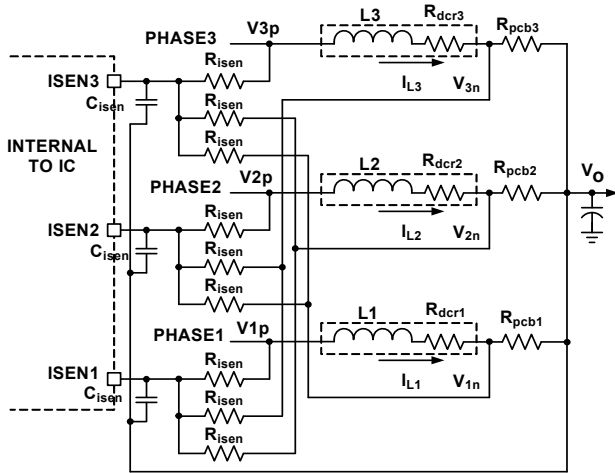 L3
Rdcr3
PHASE3
V3p
Risen
Rpcb3
ISEN3
Cisen
IL3
V3n
Risen
INTERNAL
TO IC
Risen
L2
Rdcr2
PHASE2
V2p
Risen
Rpcb2
Vo
ISEN2
Cisen
IL2
V2n
Risen
Risen
L1
Rdcr1
PHASE1
V1p
Risen
Rpcb1
ISEN1
Cisen
IL1
V1n
Risen
Risen